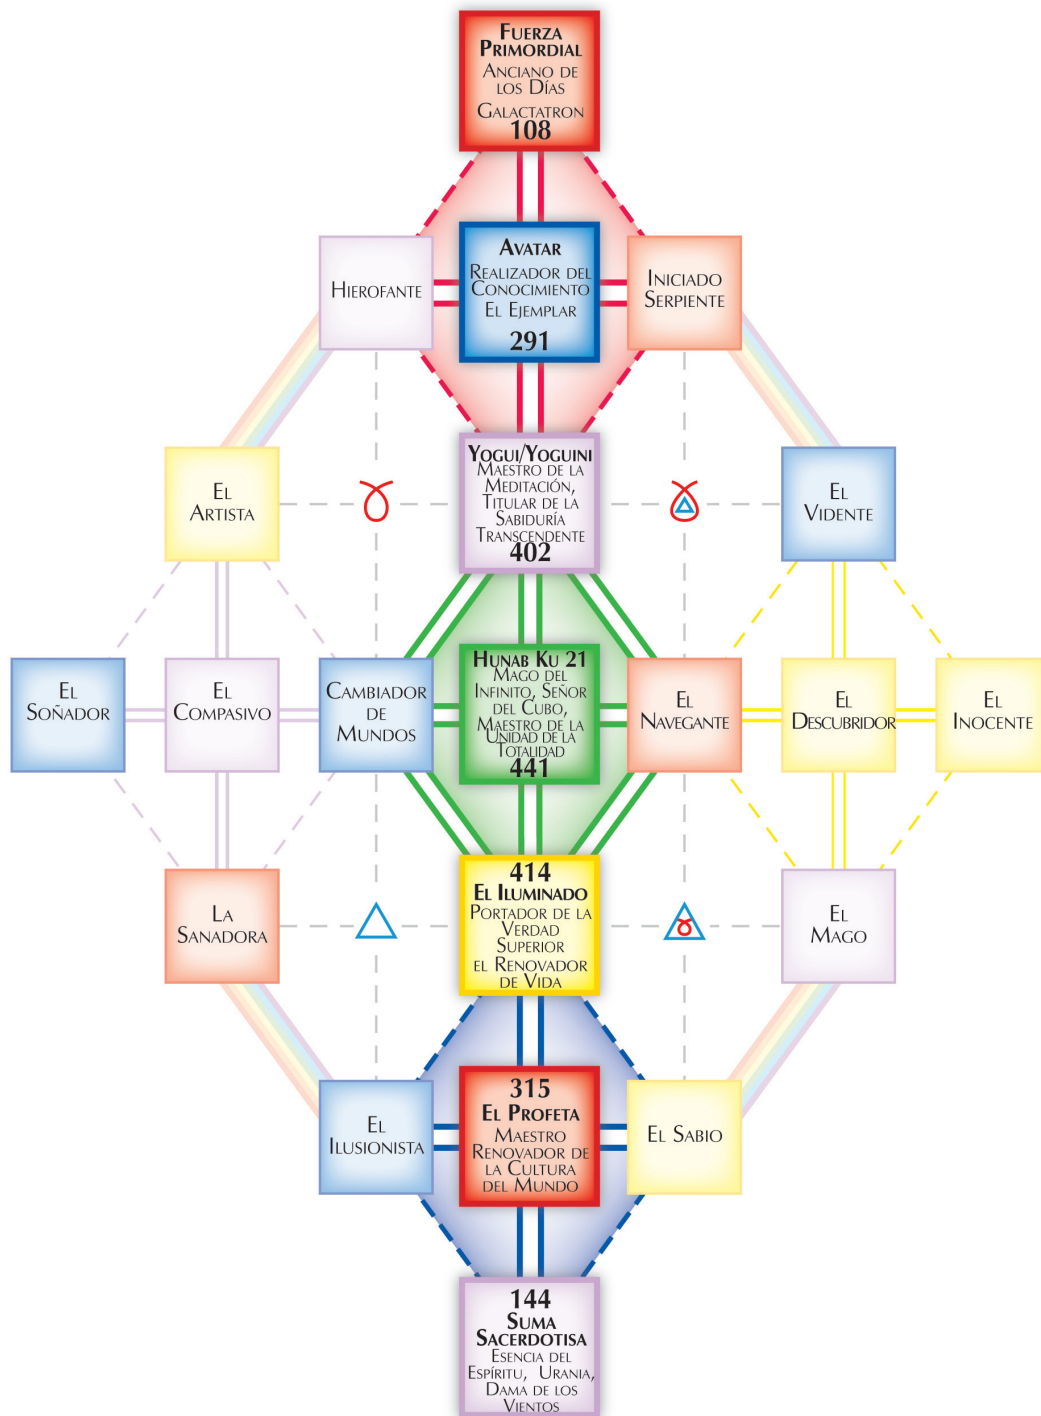 Fuerza
Primordial
Anciano de
los Días
Galactatron
108
Hierofante
Avatar
Realizador del
Conocimiento
El Ejemplar
291
Iniciado
Serpiente
El
Artista
Yogui/Yoguini
Maestro de la
Meditación,
Titular de la
Sabiduría
Transcendente
402
El
Vidente
El
Soñador
El
Compasivo
Cambiador
de
Mundos
Hunab Ku 21
Mago del
Infinito, Señor
del Cubo,
Maestro de la
Unidad de la
Totalidad
441
El
Navegante
El
Descubridor
El
Inocente
La
Sanadora
414
El Iluminado
Portador de la
Verdad
Superior
el Renovador
de Vida
El
Mago
El
Ilusionista
315
El Profeta
Maestro
Renovador de
la Cultura
del Mundo
El Sabio
144
Suma
Sacerdotisa
Esencia del
Espíritu, Urania,
Dama de los
Vientos